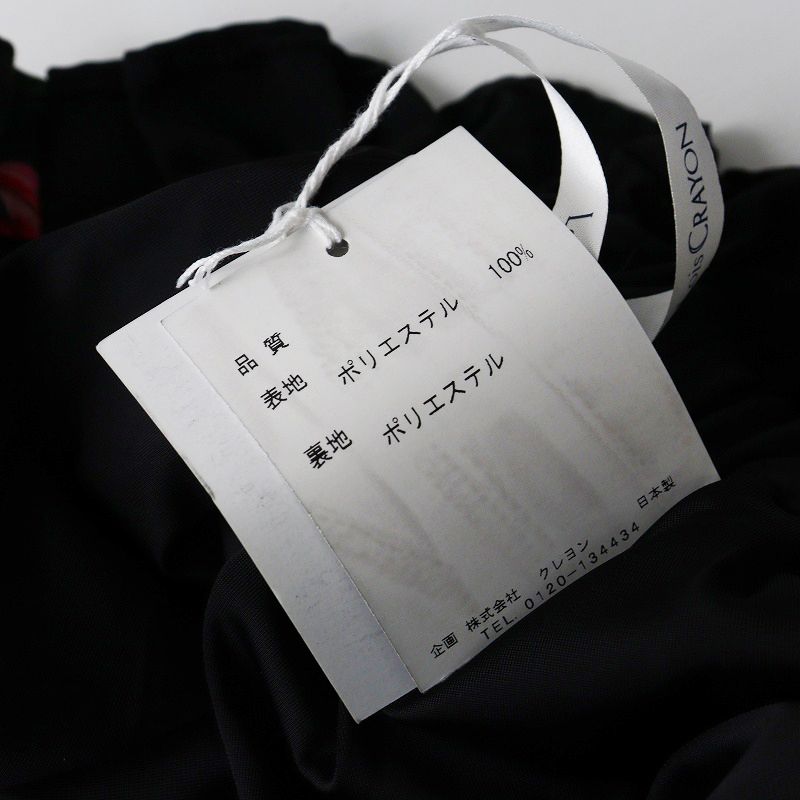 OIS CRAYON
品質
表地 ポリエステル 100%
裏地 ポリエステル
日本製
企画 株式会社 クレヨン
TEL. 0120-134434